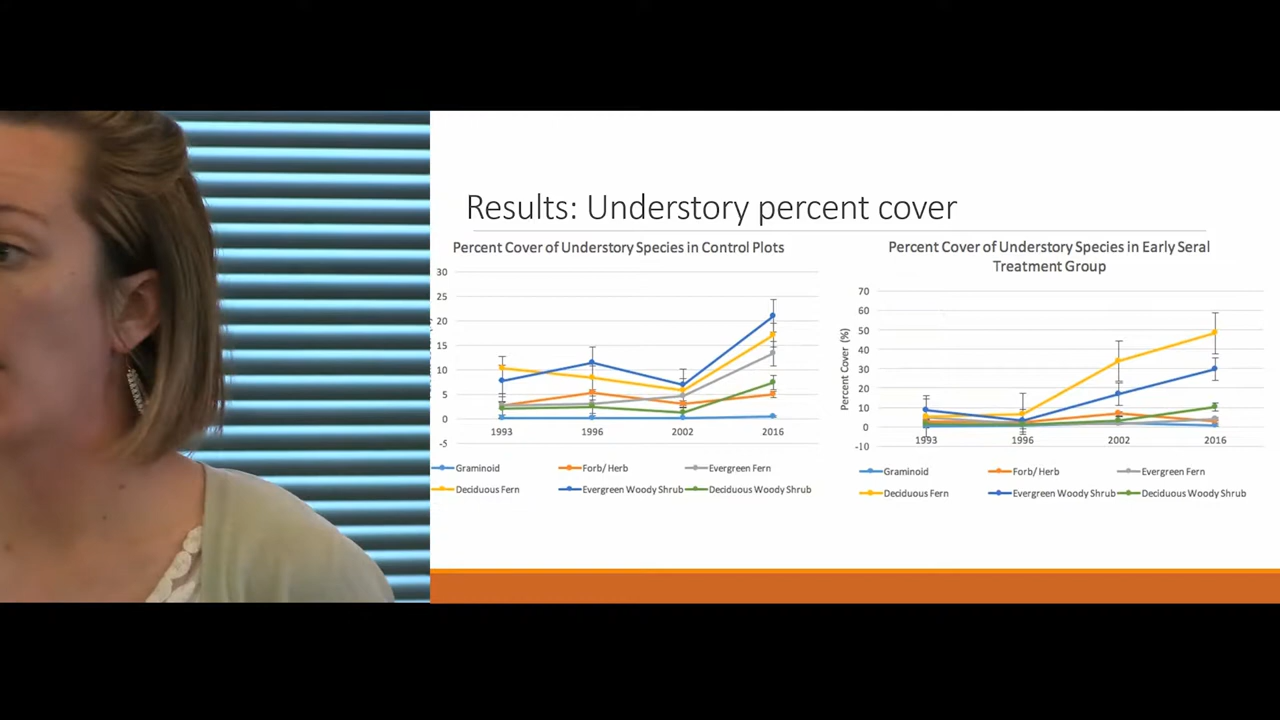 Results: Understory percent cover
Percent Cover of Understory Species in Control Plots
30
25
20
15
10
5
0
-5
1993
1996
2002
2016
Graminoid
Forb/ Herb
Evergreen Fern
Deciduous Fern
Evergreen Woody Shrub
Deciduous Woody Shrub
Percent Cover of Understory Species in Early Seral
Treatment Group
Percent Cover (%)
70
60
50
40
30
20
10
0
-10
1993
1996
2002
2016
Graminoid
Forb/ Herb
Evergreen Fern
Deciduous Fern
Evergreen Woody Shrub
Deciduous Woody Shrub